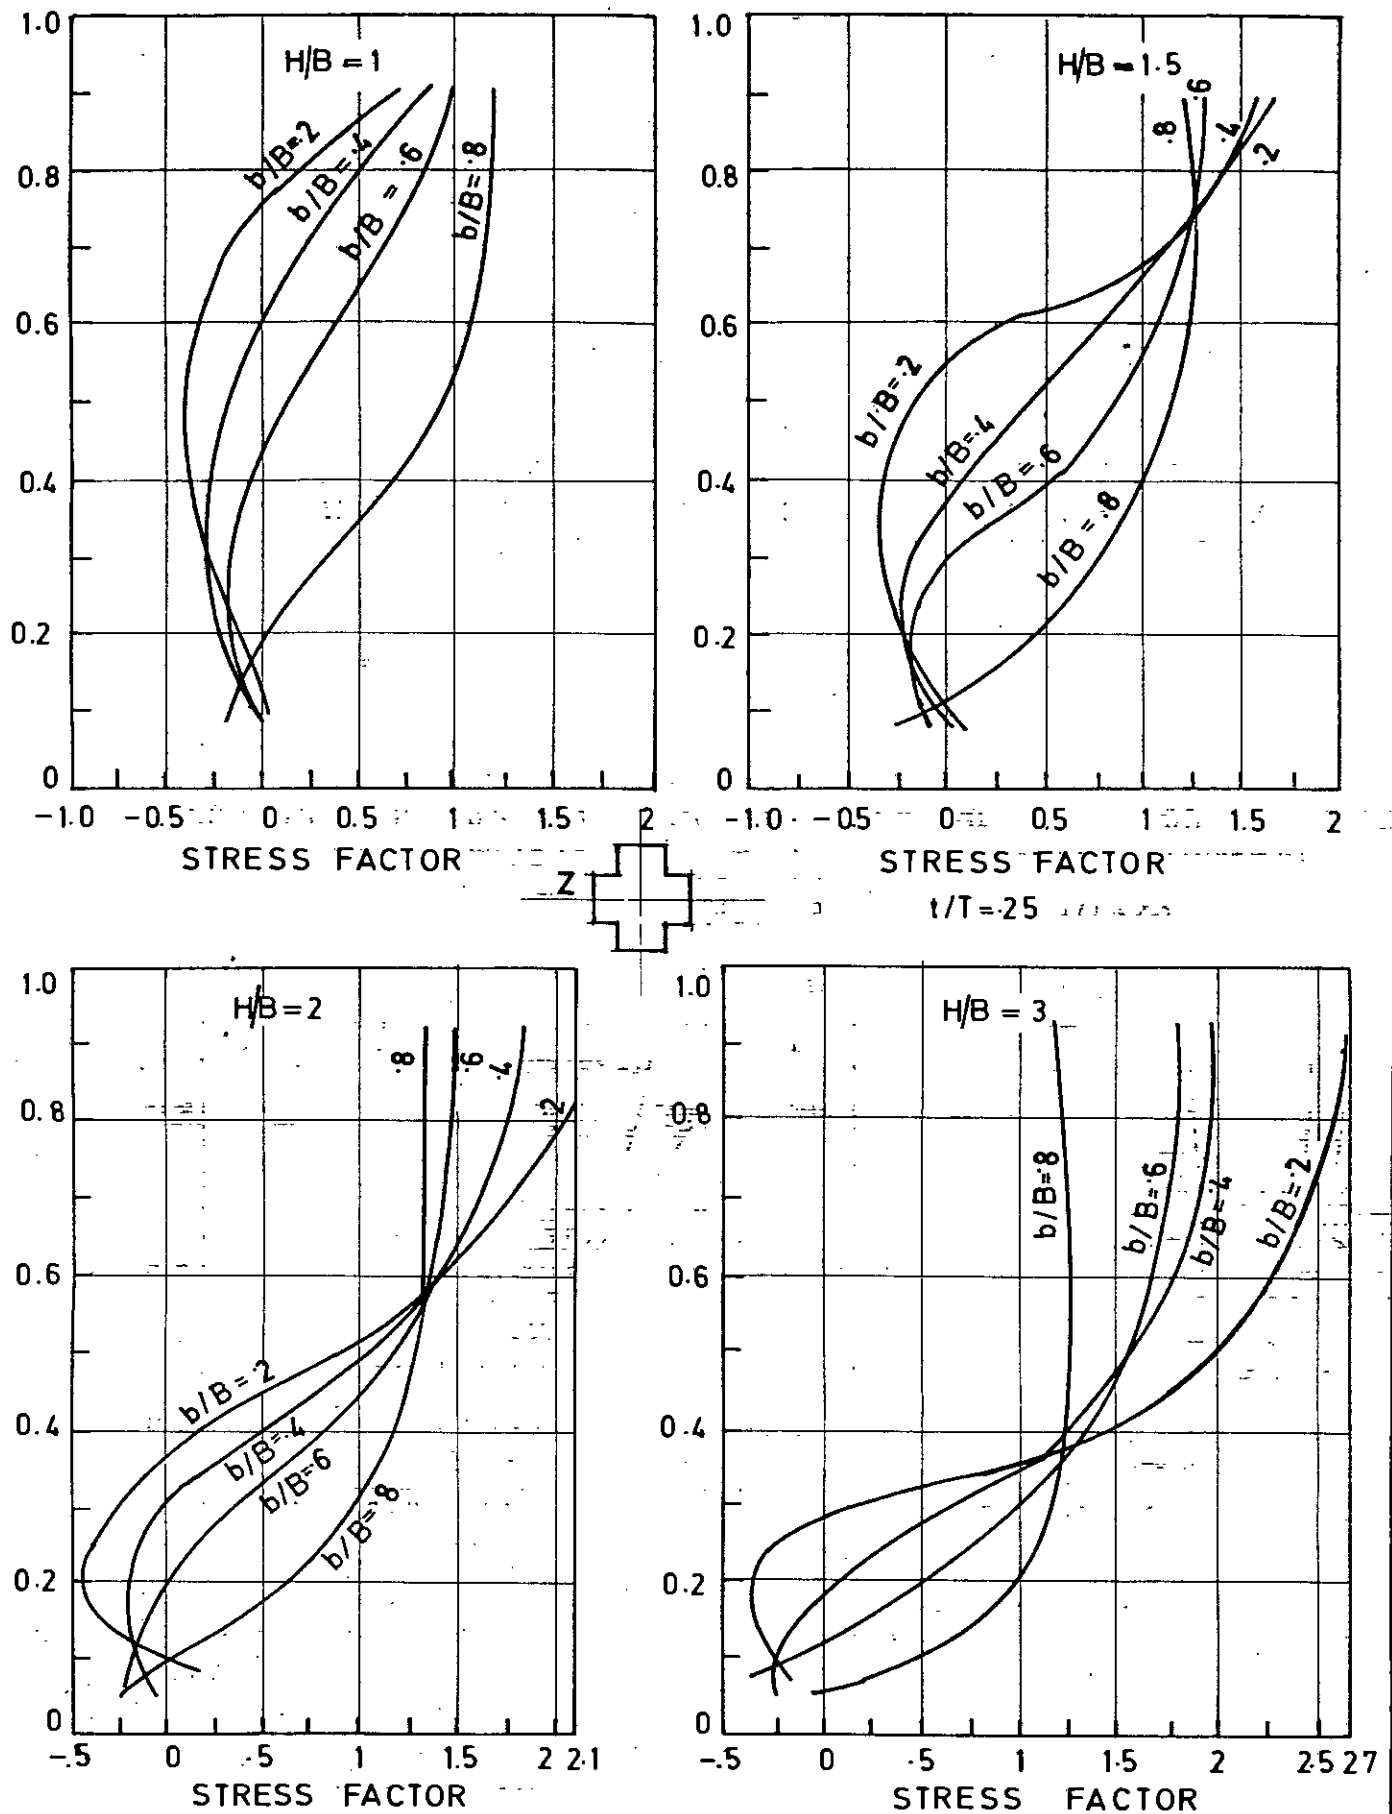 H/B = 1
1.0
0.8
0.6
0.4
0.2
0
b/B=.2
b/B=.4
b/B = .6
b/B= .8
-1.0 -0.5 0 0.5 1 1.5 2
STRESS FACTOR
H/B = 1.5
1.0
0.8
0.6
0.4
0.2
0
.8
.6
.4
.2
b/B=.2
b/B=.4
b/B=.6
b/B= .8
-1.0 -0.5 0 0.5 1 1.5 2
STRESS FACTOR
Z
t/T=.25
H/B=2
1.0
0.8
0.6
0.4
0.2
0
.8
.6
.4
.2
b/B=.2
b/B=.4
b/B=.6
b/B=.8
-.5 0 .5 1 1.5 2 2.1
STRESS FACTOR
H/B = 3
1.0
0.8
0.6
0.4
0.2
0
b/B=.8
b/B=.6
b/B=.4
b/B=.2
-.5 0 .5 1 1.5 2 2.5 27
STRESS FACTOR